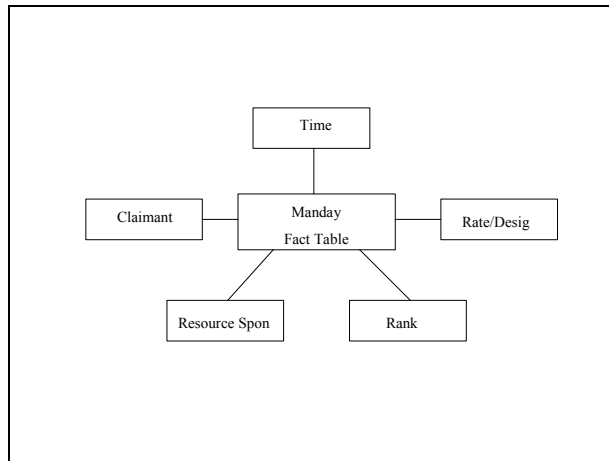 Time
Claimant
Manday
Fact Table
Rate/Desig
Resource Spon
Rank